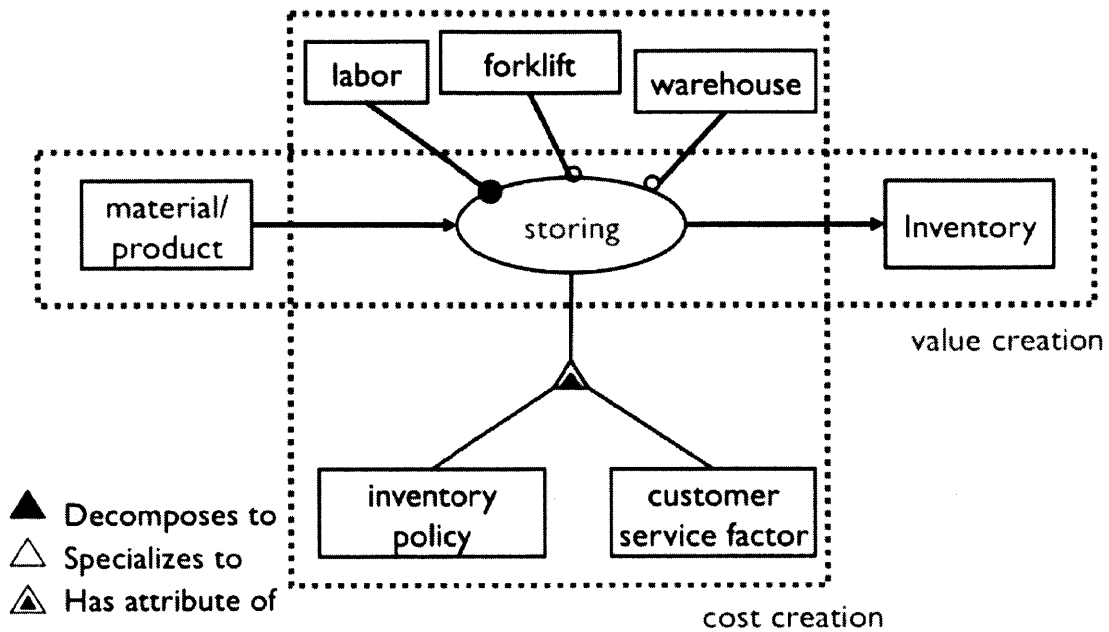 labor
forklift
warehouse
material/
product
storing
Inventory
value creation
inventory
policy
customer
service factor
Decomposes to
Specializes to
Has attribute of
cost creation